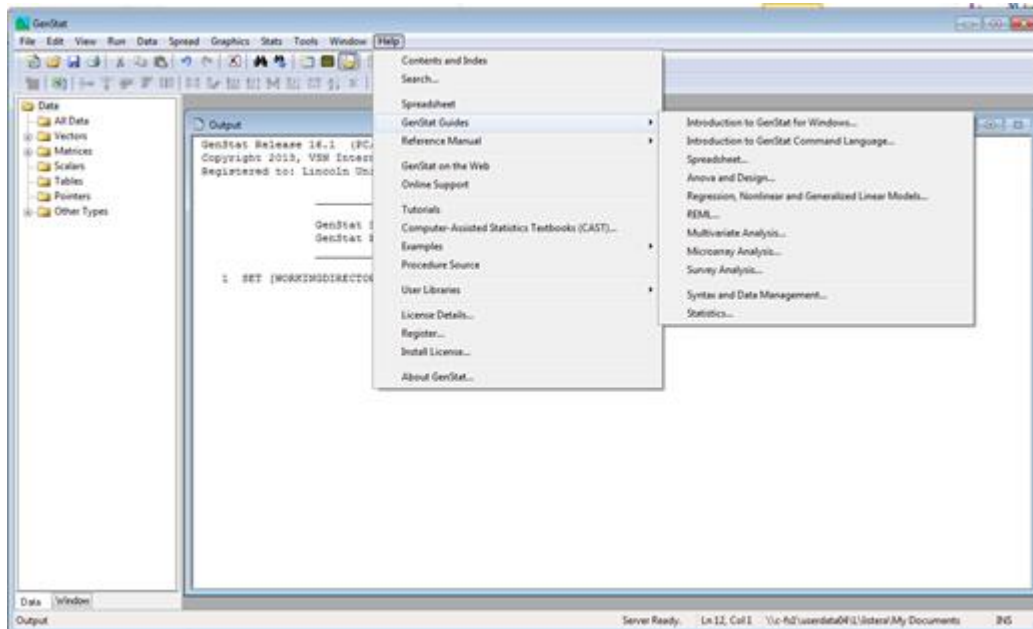 GenStat
File Edit View Run Data Spread Graphics Stats Tools Window Help
Data
All Data
Vectors
Matrices
Scalars
Tables
Pointers
Other Types
Output
GenStat Release 16.1 (PC
Copyright 2013, VSN Inter
Registered to: Lincoln Un
GenStat
GenStat
1 SET [WORKINGDIRECTO
Contents and Index
Search...
Spreadsheet
GenStat Guides
Reference Manual
GenStat on the Web
Online Support
Tutorials
Computer-Assisted Statistics Textbooks (CAST)...
Examples
Procedure Source
User Libraries
License Details...
Register...
Install License...
About GenStat...
Introduction to GenStat for Windows...
Introduction to GenStat Command Language...
Spreadsheet...
Anova and Design...
Regression, Nonlinear and Generalized Linear Models...
REML...
Multivariate Analysis...
Microarray Analysis...
Survey Analysis...
Syntax and Data Management...
Statistics...
Data Window
Output Server Ready. Ln 12, Col 1 My Documents INS